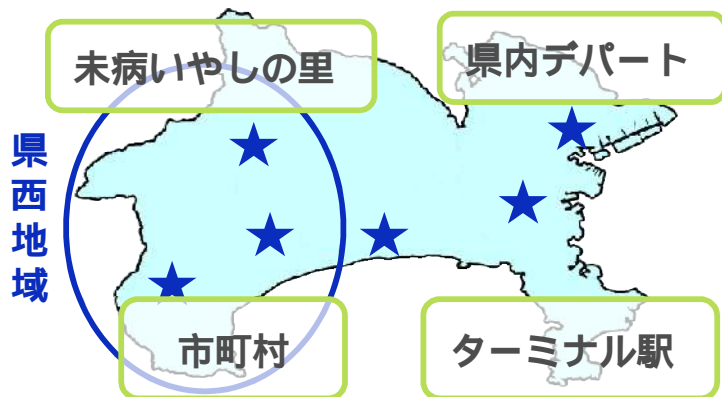 未病いやしの里
県内デパート
県西地域
市町村
ターミナル駅